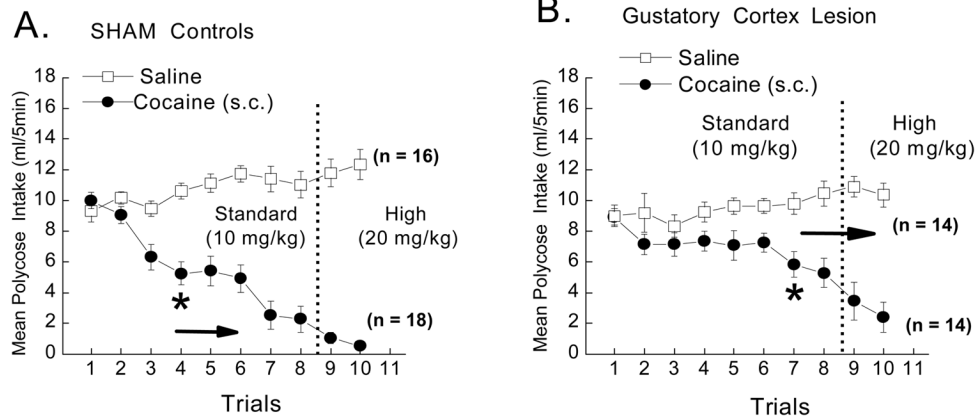 A.
SHAM Controls
Saline
Cocaine (s.c.)
18
16
14
12
10
8
6
4
2
0
Mean Polycose Intake (ml/5min)
(n = 16)
Standard
(10 mg/kg)
High
(20 mg/kg)
*
(n = 18)
1 2 3 4 5 6 7 8 9 10 11
Trials
B.
Gustatory Cortex Lesion
Saline
Cocaine (s.c.)
18
16
14
12
10
8
6
4
2
0
Mean Polycose Intake (ml/5min)
Standard
(10 mg/kg)
High
(20 mg/kg)
(n = 14)
*
(n = 14)
1 2 3 4 5 6 7 8 9 10 11
Trials